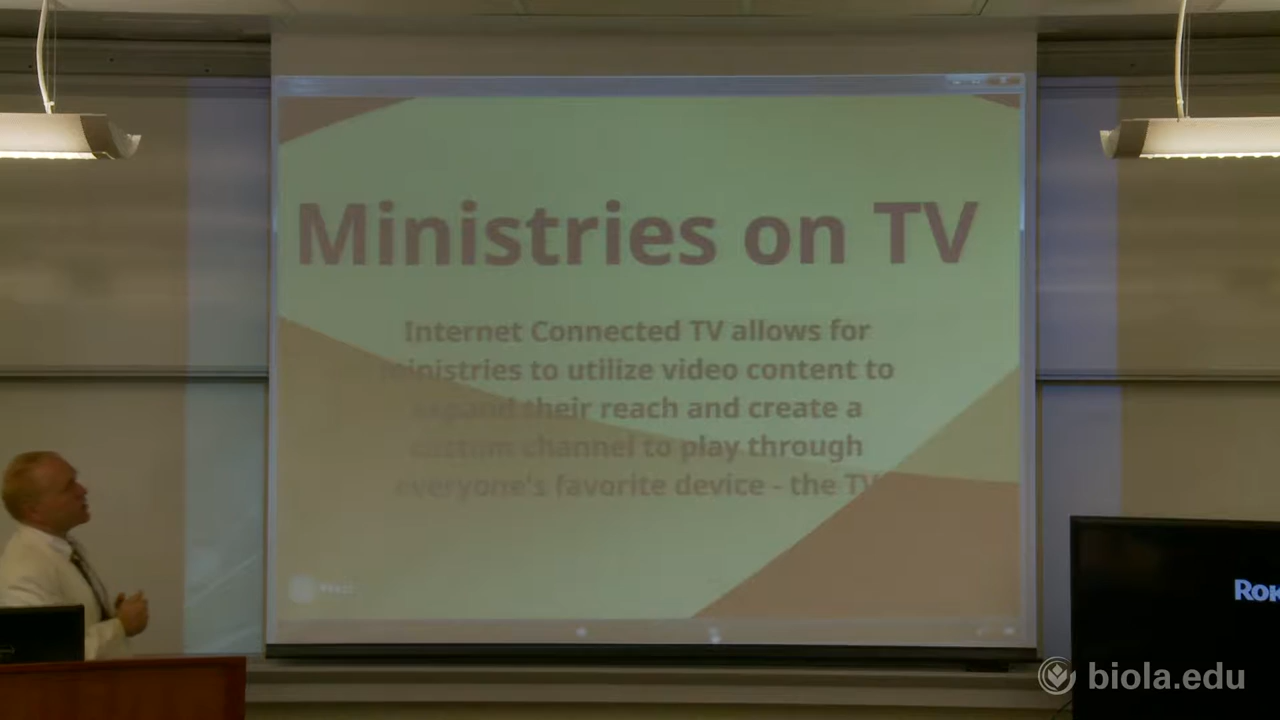 Ministries on TV
Internet Connected TV allows for
ministries to utilize video content to
expand their reach and create a
custom channel to play through
everyone's favorite device - the TV
Rok
biola.edu